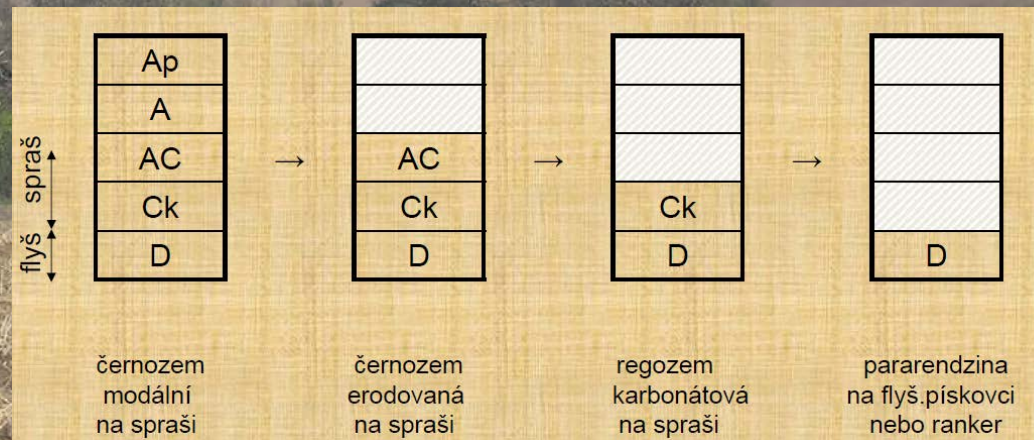 Ap
A
AC
Ck
D
spraš
flyš
→
AC
Ck
D
→
Ck
D
→
D
černozem
modální
na spraši
černozem
erodovaná
na spraši
regozem
karbonátová
na spraši
pararendzina
na flyš.pískovci
nebo ranker